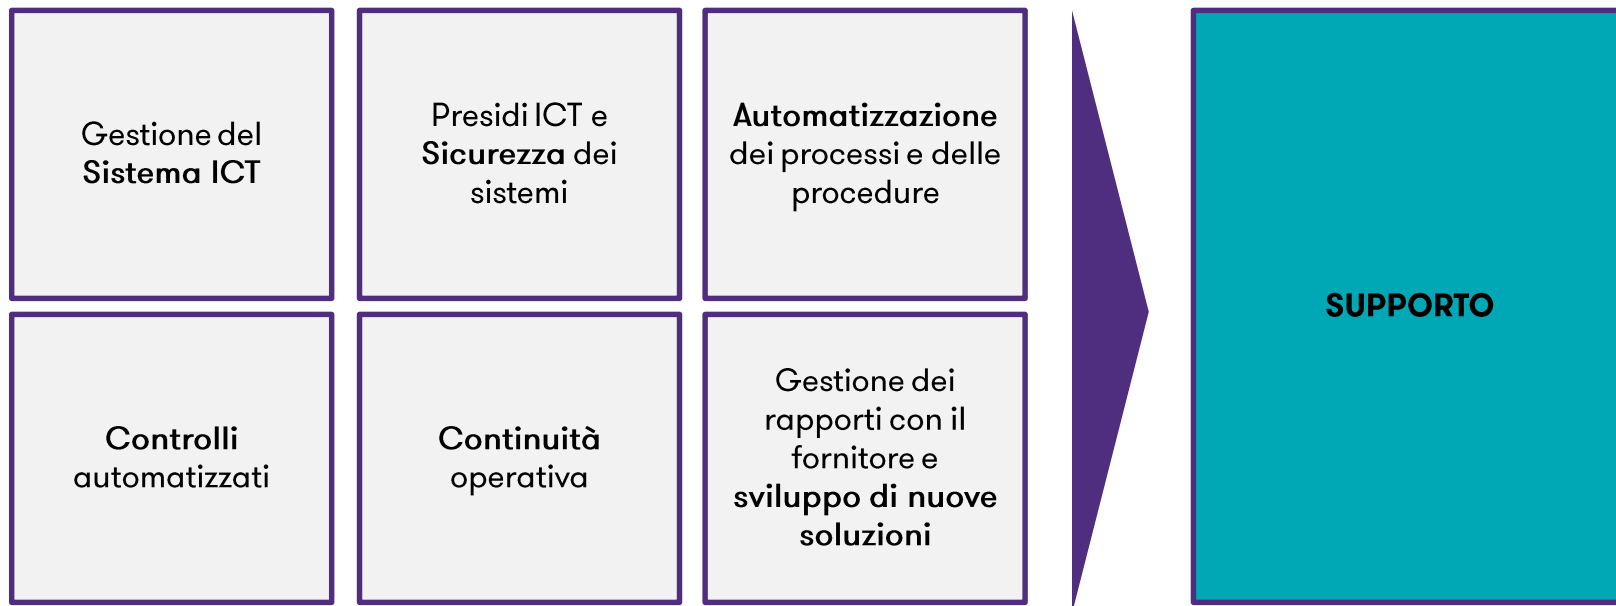 Gestione del
Sistema ICT
Presidi ICT e
Sicurezza dei
sistemi
Automatizzazione
dei processi e delle
procedure
Controlli
automatizzati
Continuità
operativa
Gestione dei
rapporti con il
fornitore e
sviluppo di nuove
soluzioni
SUPPORTO